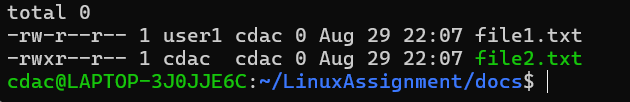 total 0
-rw-r--r-- 1 user1 cdac 0 Aug 29 22:07 file1.txt
-rwxr--r-- 1 cdac  cdac 0 Aug 29 22:07 file2.txt
cdac@LAPTOP-3J0JJE6C:~/LinuxAssignment/docs$